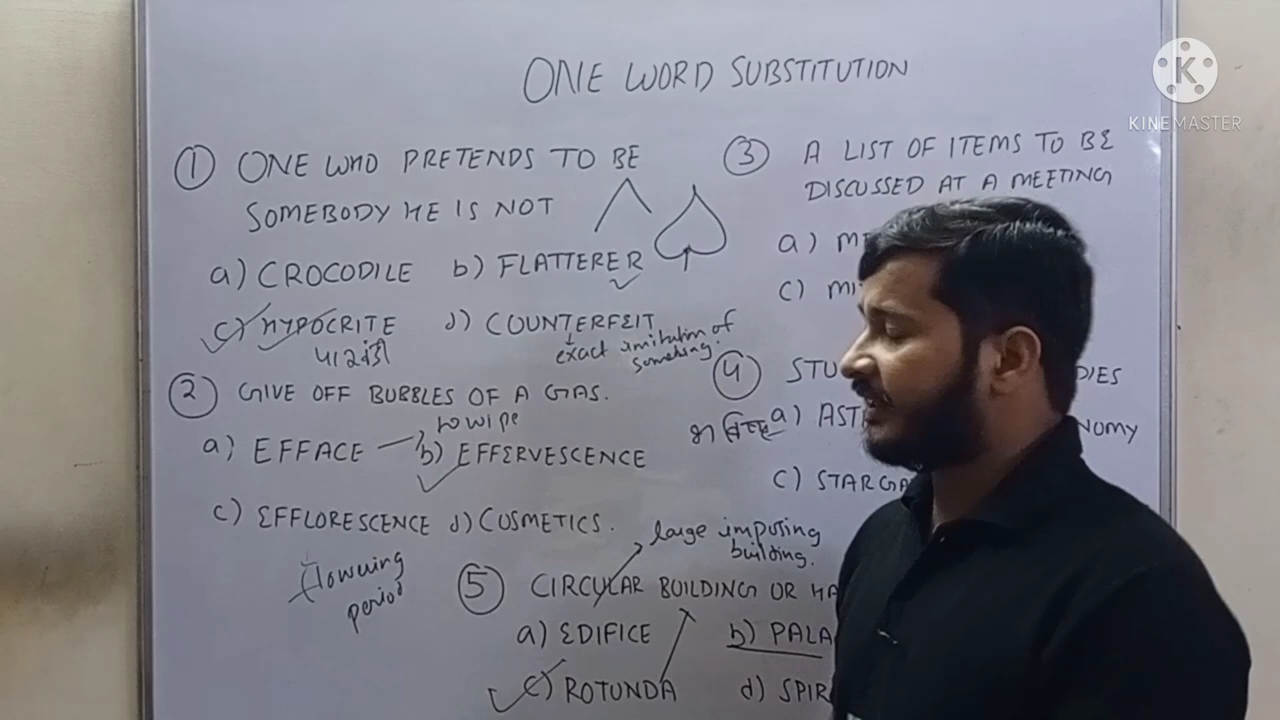 ONE WORD SUBSTITUTION
KINEMASTER
① ONE WHO PRETENDS TO BE
SOMEBODY HE IS NOT
a) CROCODILE b) FLATTERER
c) HYPOCRITE d) COUNTERFEIT
exact imitation of
something.
② GIVE OFF BUBBLES OF A GAS.
to wipe
a) EFFACE b) EFFERVESCENCE
c) EFFLORESCENCE d) COSMETICS.
period
③ A LIST OF ITEMS TO BE
DISCUSSED AT A MEETING
a) M
c) MI
④ STU DIES
a) AST NOMY
c) STARGA
large imposing
building.
⑤ CIRCULAR BUILDING OR HA
a) EDIFICE b) PALA
c) ROTUNDA d) SPIR